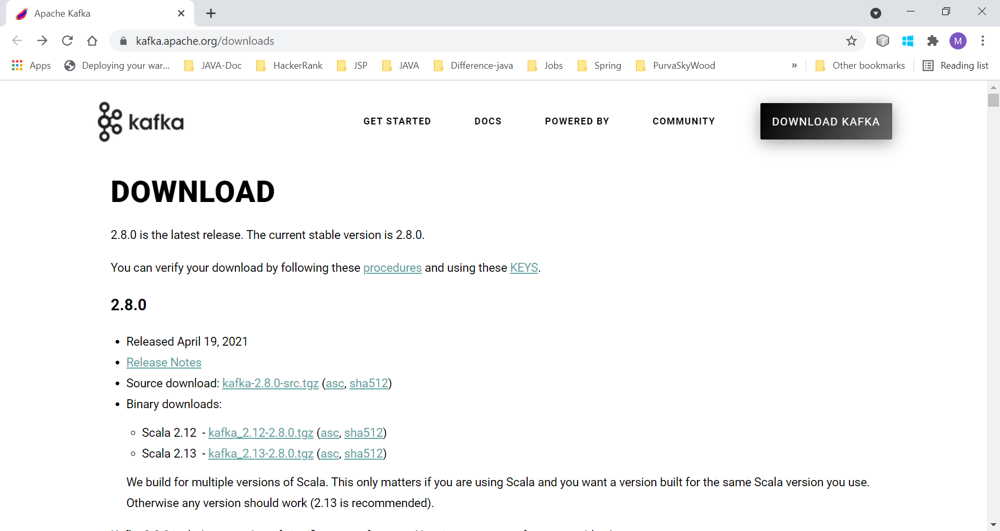 Apache Kafka
kafka.apache.org/downloads
M
Apps Deploying your war... JAVA-Doc HackerRank JSP JAVA Difference-java Jobs Spring PurvaSkyWood » Other bookmarks Reading list
kafka GET STARTED DOCS POWERED BY COMMUNITY DOWNLOAD KAFKA
DOWNLOAD
2.8.0 is the latest release. The current stable version is 2.8.0.
You can verify your download by following these procedures and using these KEYS.
2.8.0
• Released April 19, 2021
• Release Notes
• Source download: kafka-2.8.0-src.tgz (asc, sha512)
• Binary downloads:
◦ Scala 2.12 - kafka_2.12-2.8.0.tgz (asc, sha512)
◦ Scala 2.13 - kafka_2.13-2.8.0.tgz (asc, sha512)
We build for multiple versions of Scala. This only matters if you are using Scala and you want a version built for the same Scala version you use.
Otherwise any version should work (2.13 is recommended).